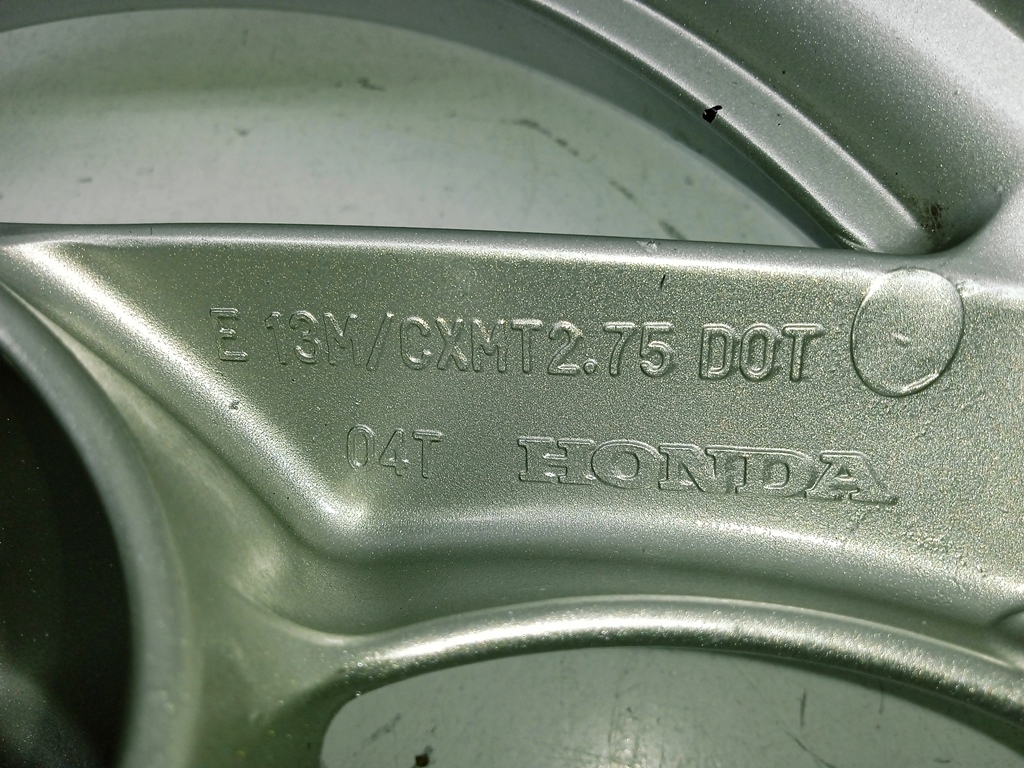 E 13M/CXMT2.75 DOT
04T HONDA